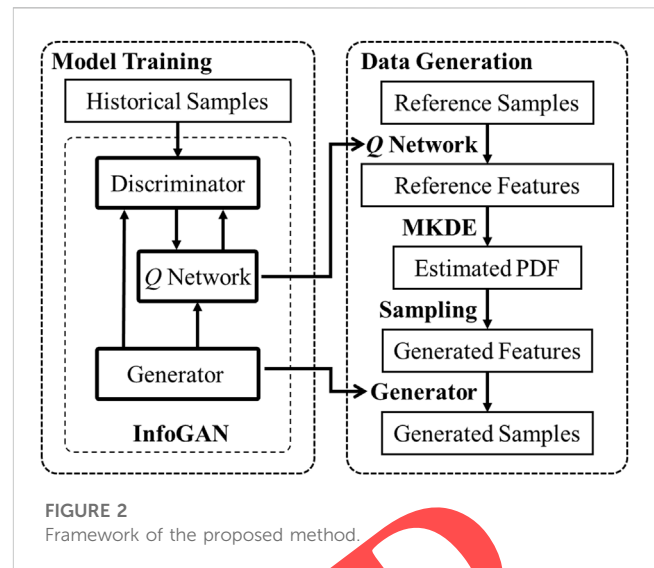 Model Training
Historical Samples
Discriminator
Q Network
Generator
InfoGAN
Data Generation
Reference Samples
Q Network
Reference Features
MKDE
Estimated PDF
Sampling
Generated Features
Generator
Generated Samples
FIGURE 2
Framework of the proposed method.